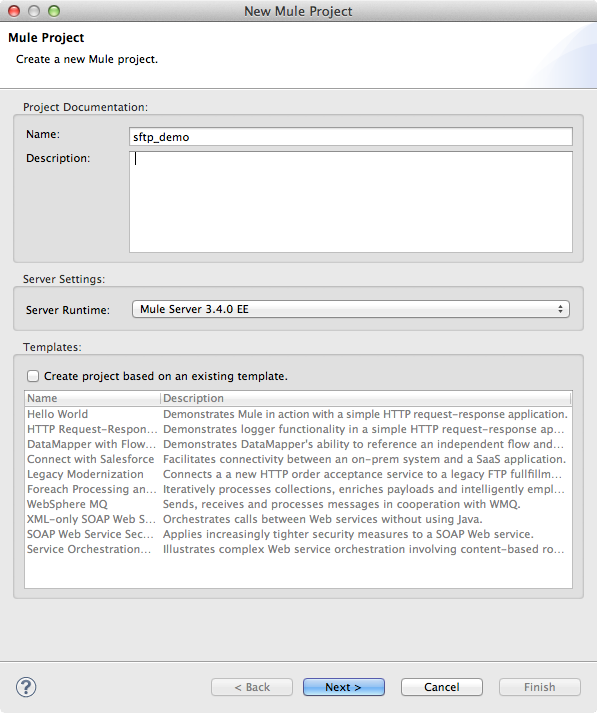 New Mule Project
Mule Project
Create a new Mule project.
Project Documentation:
Name: sftp_demo
Description:
Server Settings:
Server Runtime: Mule Server 3.4.0 EE
Templates:
Create project based on an existing template.
Name Description
Hello World Demonstrates Mule in action with a simple HTTP request-response application.
HTTP Request-Respon... Demonstrates logger functionality in a simple HTTP request-response ap...
DataMapper with Flow... Demonstrates DataMapper's ability to reference an independent flow and...
Connect with Salesforce Facilitates connectivity between an on-prem system and a SaaS application.
Legacy Modernization Connects a a new HTTP order acceptance service to a legacy FTP fullfillm...
Foreach Processing an... Iteratively processes collections, enriches payloads and intelligently empl...
WebSphere MQ Sends, receives and processes messages in cooperation with WMQ.
XML-only SOAP Web S... Orchestrates calls between Web services without using Java.
SOAP Web Service Sec... Applies increasingly tighter security measures to a SOAP Web service.
Service Orchestration... Illustrates complex Web service orchestration involving content-based ro...
? < Back Next > Cancel Finish